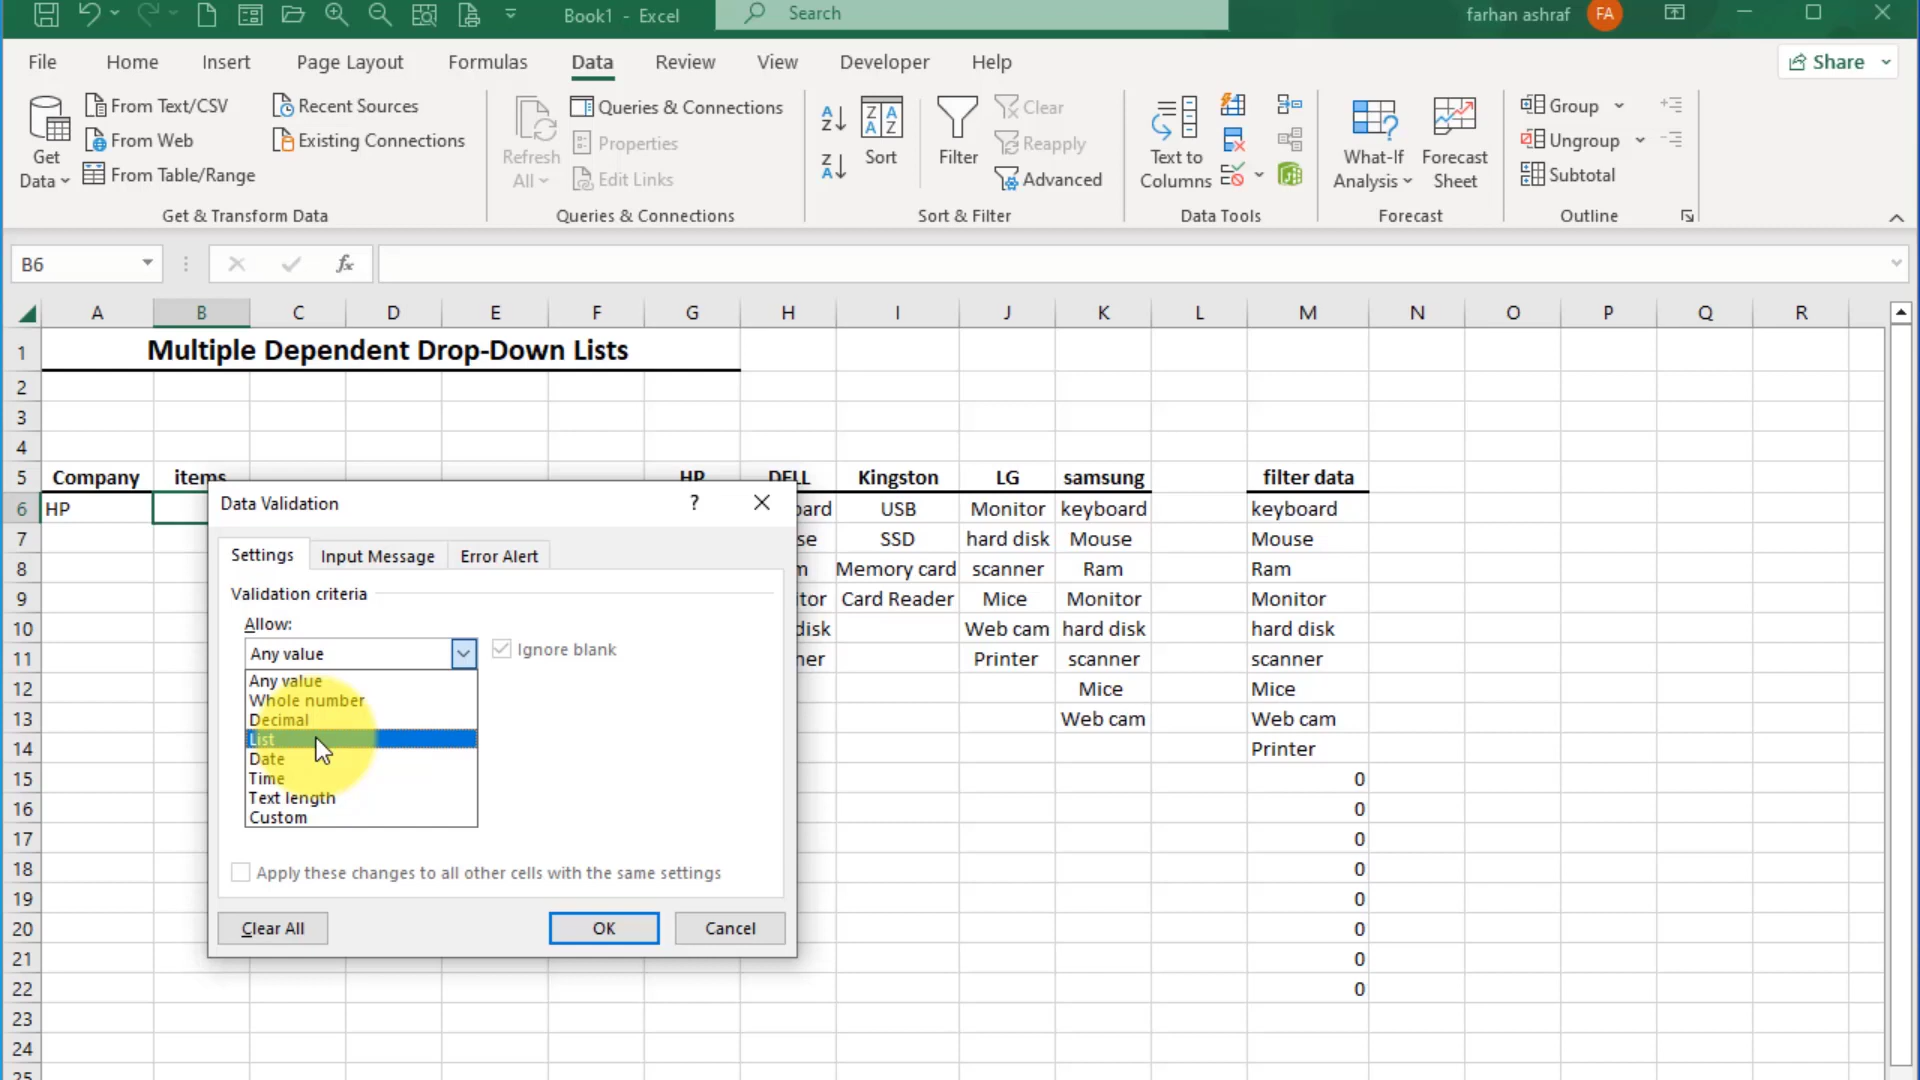 Book1 - Excel
Search
farhan ashraf
FA
File Home Insert Page Layout Formulas Data Review View Developer Help
Share
Get Data
From Text/CSV
From Web
From Table/Range
Recent Sources
Existing Connections
Get & Transform Data
Refresh All
Queries & Connections
Properties
Edit Links
Queries & Connections
Sort
Filter
Clear
Reapply
Advanced
Sort & Filter
Text to Columns
Data Tools
What-If Analysis
Forecast Sheet
Forecast
Group
Ungroup
Subtotal
Outline
B6
fx
A B C D E F G H I J K L M N O P Q R
1 Multiple Dependent Drop-Down Lists
2
3
4
5 Company items HP DELL Kingston LG samsung filter data
6 HP oard USB Monitor keyboard keyboard
7 se SSD hard disk Mouse Mouse
8 m Memory card scanner Ram Ram
9 itor Card Reader Mice Monitor Monitor
10 disk Web cam hard disk hard disk
11 ner Printer scanner scanner
12 Mice Mice
13 Web cam Web cam
14 Printer
15 0
16 0
17 0
18 0
19 0
20 0
21 0
22 0
23
24
25
Data Validation
?
Settings Input Message Error Alert
Validation criteria
Allow:
Any value
Ignore blank
Any value
Whole number
Decimal
List
Date
Time
Text length
Custom
Apply these changes to all other cells with the same settings
Clear All OK Cancel